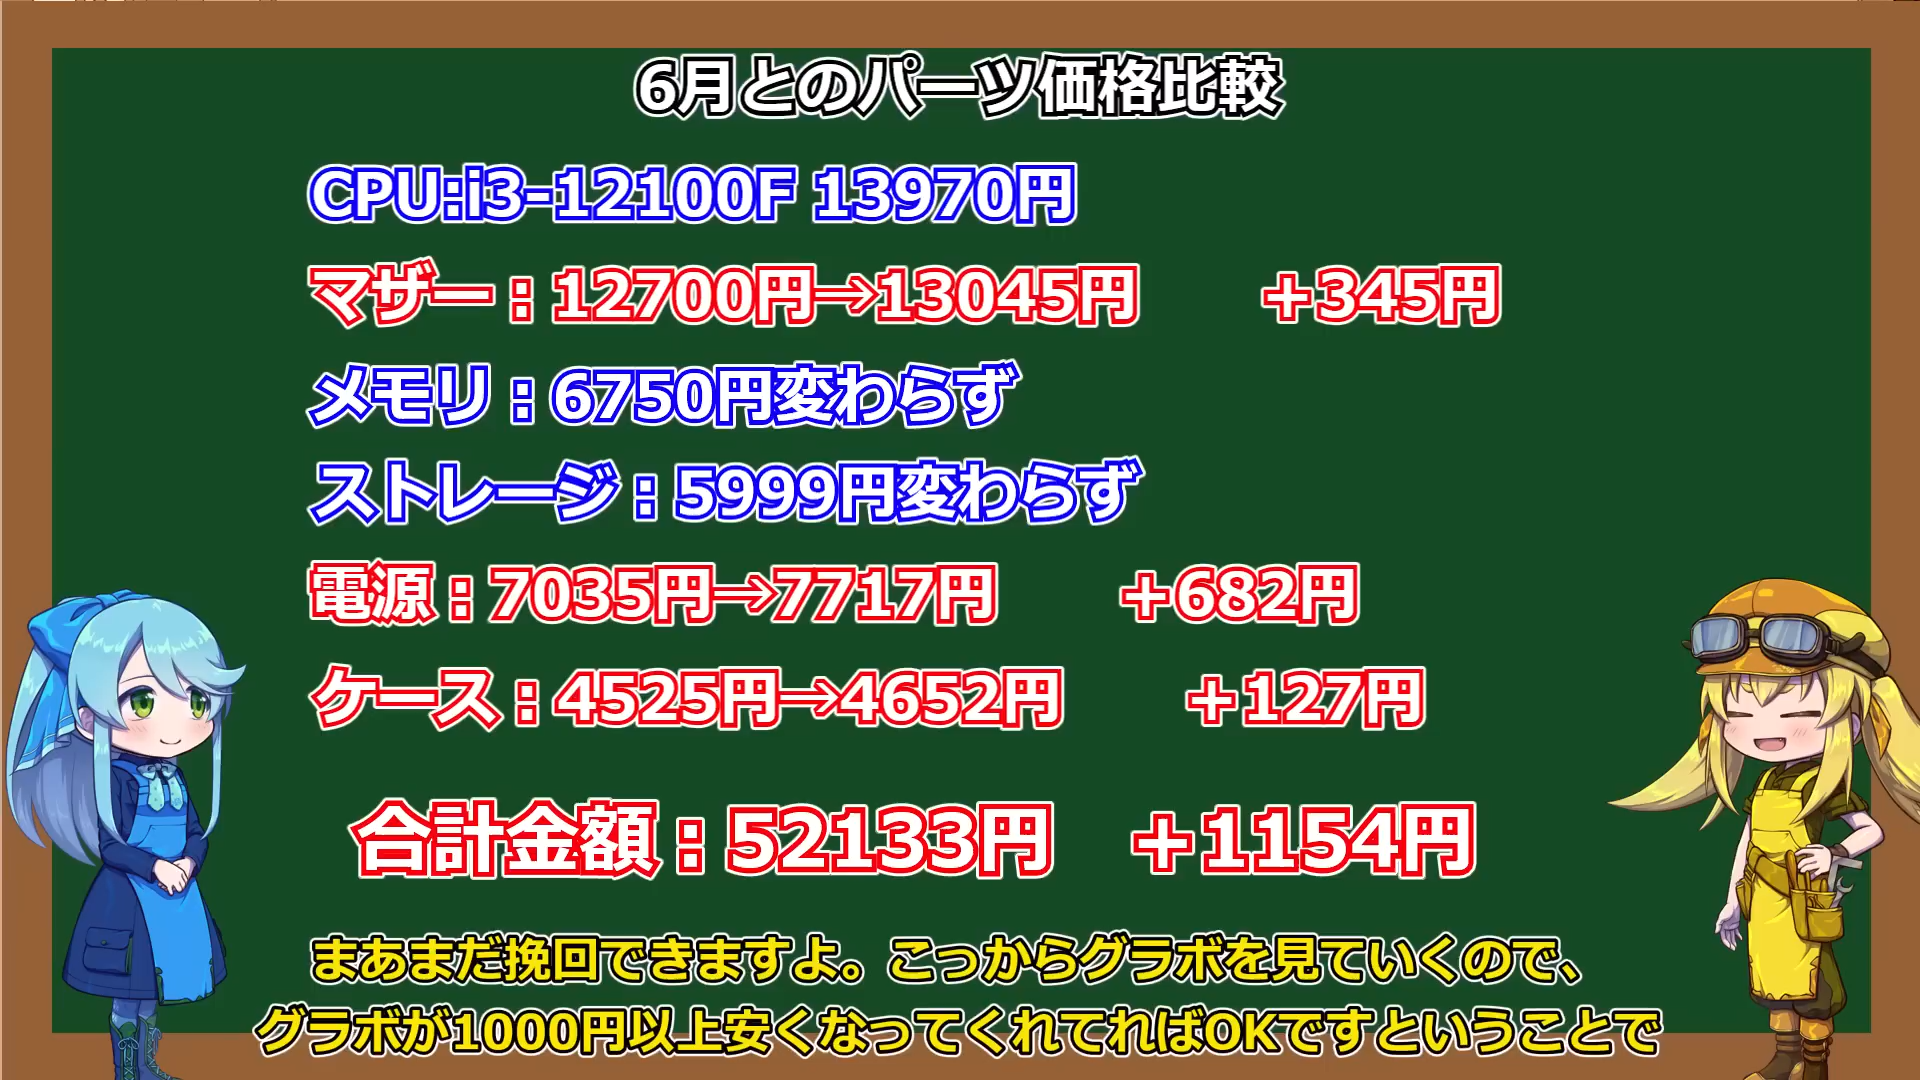 6月とのパーツ価格比較
CPU:i3-12100F 13970円
マザー：12700円→13045円 +345円
メモリ：6750円変わらず
ストレージ：5999円変わらず
電源：7035円→7717円 +682円
ケース：4525円→4652円 +127円
合計金額：52133円 +1154円
まあまだ挽回できますよ。こっからグラボを見ていくので、
グラボが1000円以上安くなってくれてればOKですということで